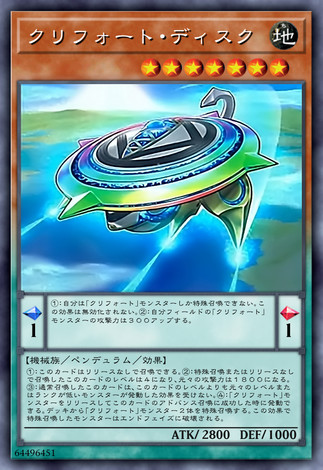 クリフォート・ディスク
地
①：自分は「クリフォート」モンスターしか特殊召喚できない。こ
の効果は無効化されない。②：自分フィールドの「クリフォート」
モンスターの攻撃力は３００アップする。
1
1
【機械族／ペンデュラム／効果】
①：このカードはリリースなしで召喚できる。②：特殊召喚またはリリースなし
で召喚したこのカードのレベルは４になり、元々の攻撃力は１８００になる。
③：通常召喚したこのカードは、このカードのレベルよりも元々のレベルまた
はランクが低いモンスターが発動した効果を受けない。④：「クリフォート」モ
ンスターをリリースしてこのカードのアドバンス召喚に成功した時に発動で
きる。デッキから「クリフォート」モンスター２体を特殊召喚する。この効果で特
殊召喚したモンスターはエンドフェイズに破壊される。
ATK/ 2800 DEF/1000
64496451